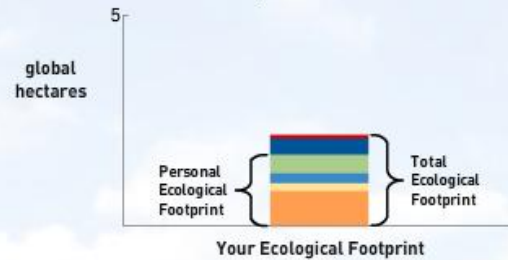 5
global
hectares
Personal
Ecological
Footprint
Total
Ecological
Footprint
Your Ecological Footprint